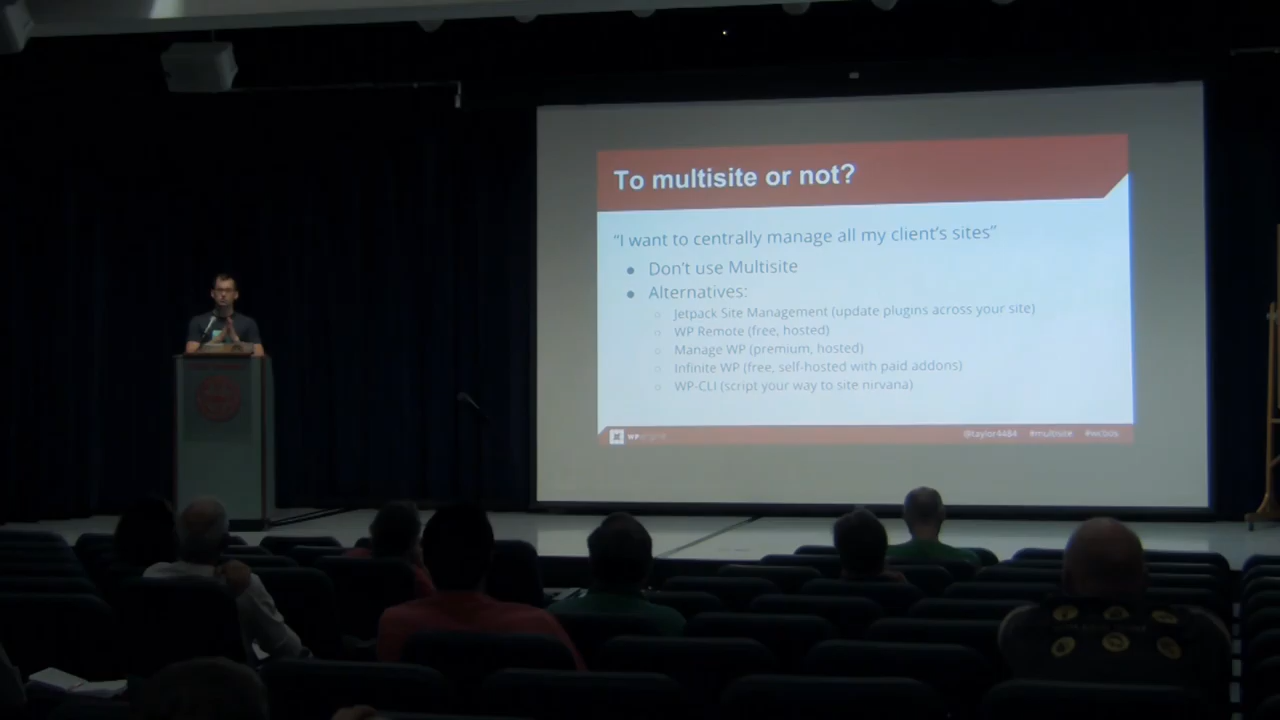 To multisite or not?
“I want to centrally manage all my client’s sites”
● Don’t use Multisite
● Alternatives:
○ Jetpack Site Management (update plugins across your site)
○ WP Remote (free, hosted)
○ Manage WP (premium, hosted)
○ Infinite WP (free, self-hosted with paid addons)
○ WP-CLI (script your way to site nirvana)
WP
@taylor4484 #multisite